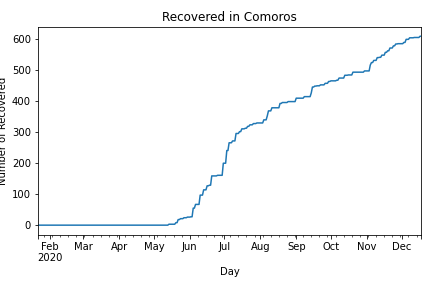 Recovered in Comoros
Number of Recovered
600
500
400
300
200
100
0
Feb Mar Apr May Jun Jul Aug Sep Oct Nov Dec
2020
Day